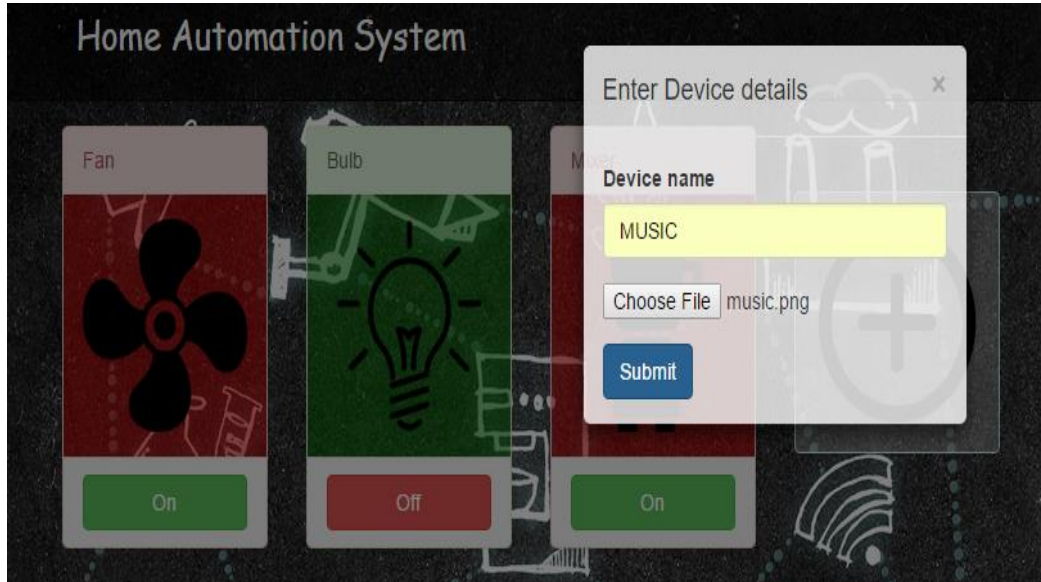 Home Automation System
Enter Device details
×
Fan
Bulb
Mixer
Device name
MUSIC
Choose File music.png
Submit
On
Off
On